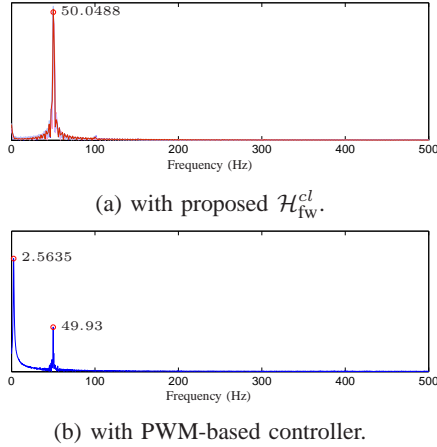 50.0488
0 100 200 300 400 500
Frequency (Hz)
(a) with proposed $\mathcal{H}_{\text{fw}}^{cl}$.
2.5635
49.93
0 100 200 300 400 500
Frequency (Hz)
(b) with PWM-based controller.